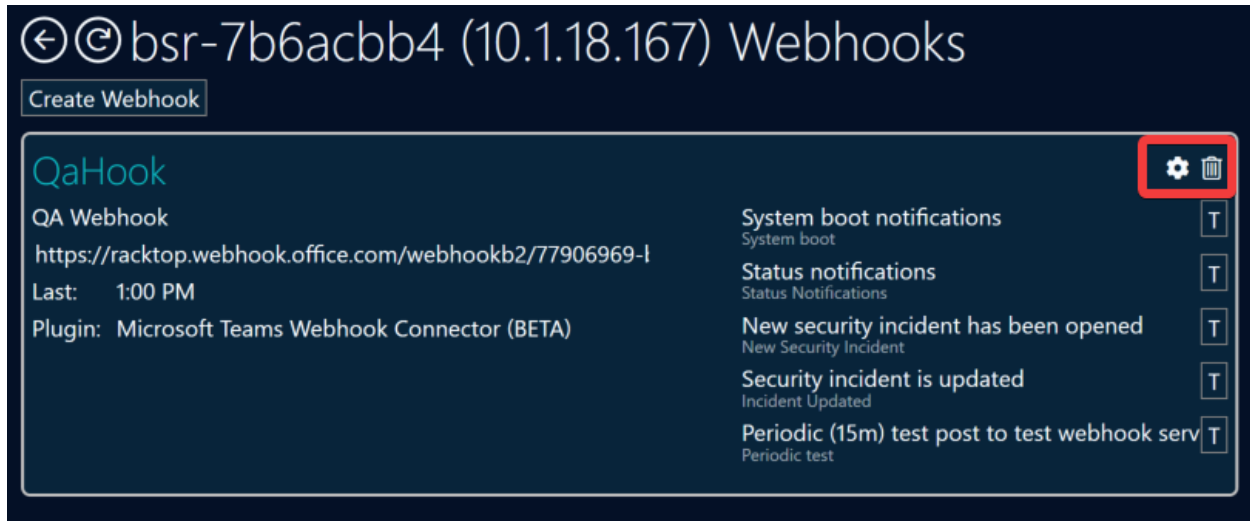 bsr-7b6acbb4 (10.1.18.167) Webhooks
Create Webhook
QaHook
QA Webhook
https://racktop.webhook.office.com/webhookb2/77906969-
Last: 1:00 PM
Plugin: Microsoft Teams Webhook Connector (BETA)
System boot notifications T
System boot
Status notifications T
Status Notifications
New security incident has been opened T
New Security Incident
Security incident is updated T
Incident Updated
Periodic (15m) test post to test webhook serv T
Periodic test